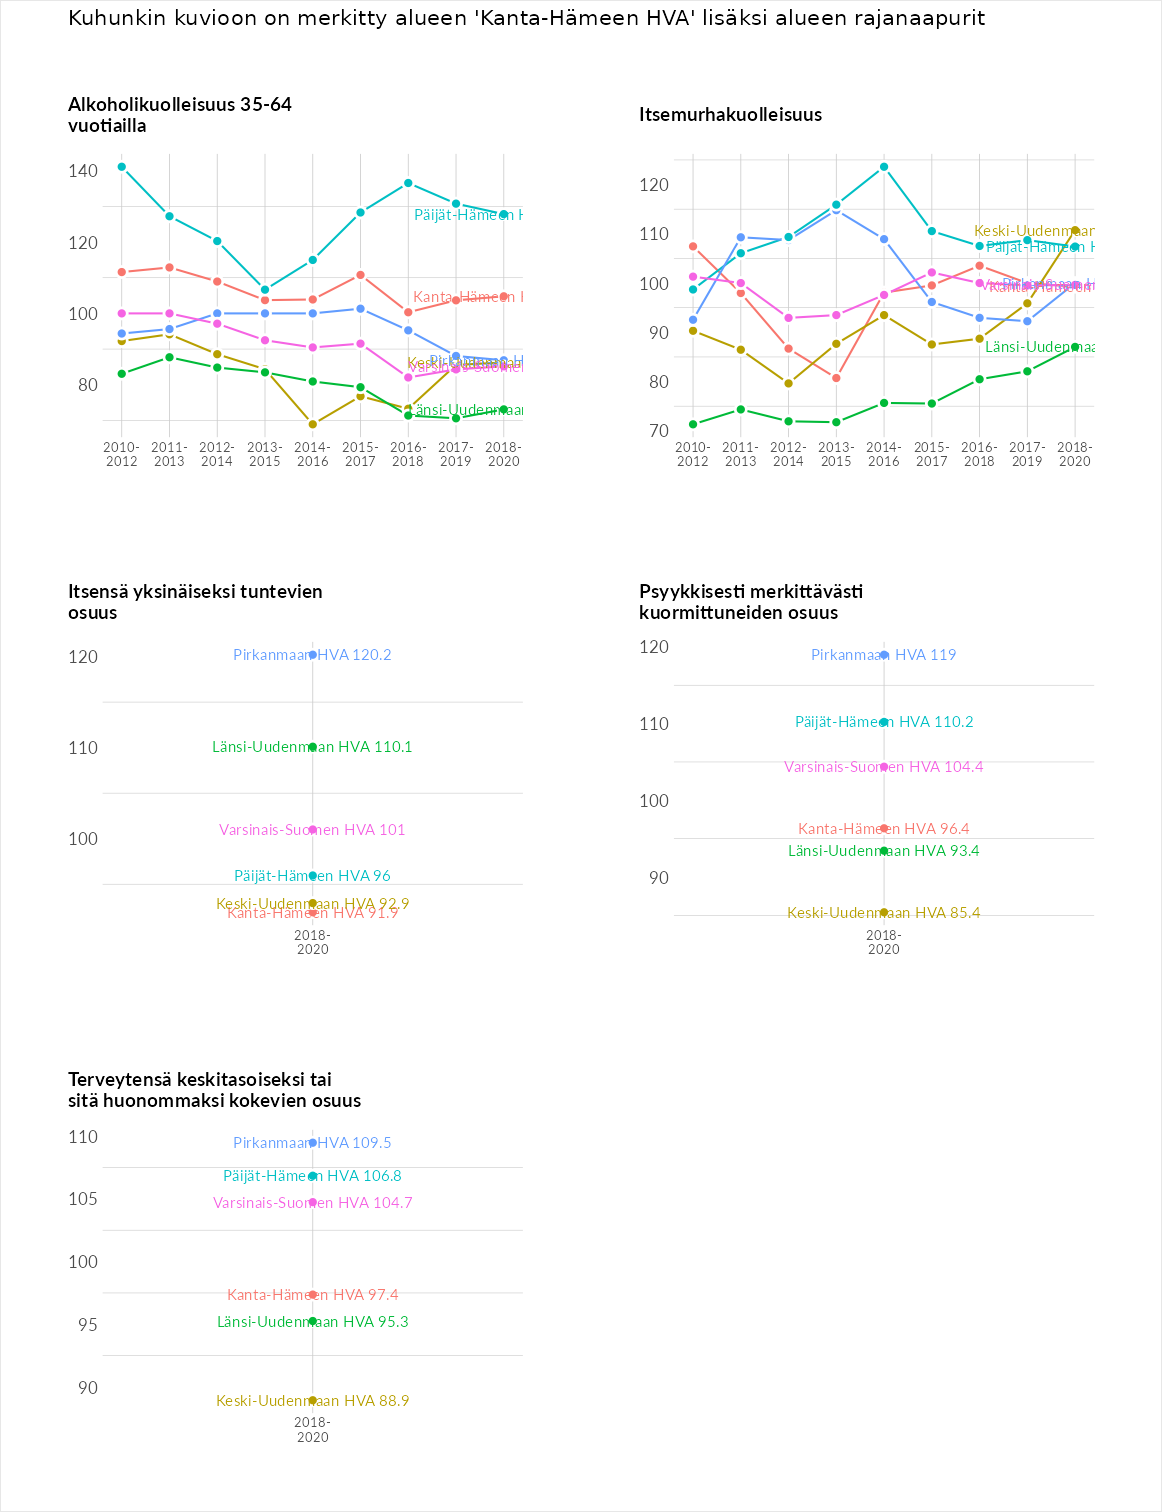 Kuhunkin kuvioon on merkitty alueen 'Kanta-Hämeen HVA' lisäksi alueen rajanaapurit
Alkoholikuolleisuus 35-64
vuotiailla
140
120
100
80
Päijät-Hämeen H
Kanta-Hämeen H
Pirkanmaan H
Keski-Uudenmaan
Varsinais-Suomen
Länsi-Uudenmaan
2010- 2011- 2012- 2013- 2014- 2015- 2016- 2017- 2018-
2012 2013 2014 2015 2016 2017 2018 2019 2020
Itsemurhakuolleisuus
120
110
100
90
80
70
Keski-Uudenmaan
Päijät-Hämeen H
Pirkanmaan H
Varsinais-Suomen
Kanta-Hämeen
Länsi-Uudenmaa
2010- 2011- 2012- 2013- 2014- 2015- 2016- 2017- 2018-
2012 2013 2014 2015 2016 2017 2018 2019 2020
Itsensä yksinäiseksi tuntevien
osuus
120
110
100
Pirkanmaan HVA 120.2
Länsi-Uudenmaan HVA 110.1
Varsinais-Suomen HVA 101
Päijät-Hämeen HVA 96
Keski-Uudenmaan HVA 92.9
Kanta-Hämeen HVA 91.9
2018-
2020
Psyykkisesti merkittävästi
kuormittuneiden osuus
120
110
100
90
Pirkanmaan HVA 119
Päijät-Hämeen HVA 110.2
Varsinais-Suomen HVA 104.4
Kanta-Hämeen HVA 96.4
Länsi-Uudenmaan HVA 93.4
Keski-Uudenmaan HVA 85.4
2018-
2020
Terveytensä keskitasoiseksi tai
sitä huonommaksi kokevien osuus
110
105
100
95
90
Pirkanmaan HVA 109.5
Päijät-Hämeen HVA 106.8
Varsinais-Suomen HVA 104.7
Kanta-Hämeen HVA 97.4
Länsi-Uudenmaan HVA 95.3
Keski-Uudenmaan HVA 88.9
2018-
2020